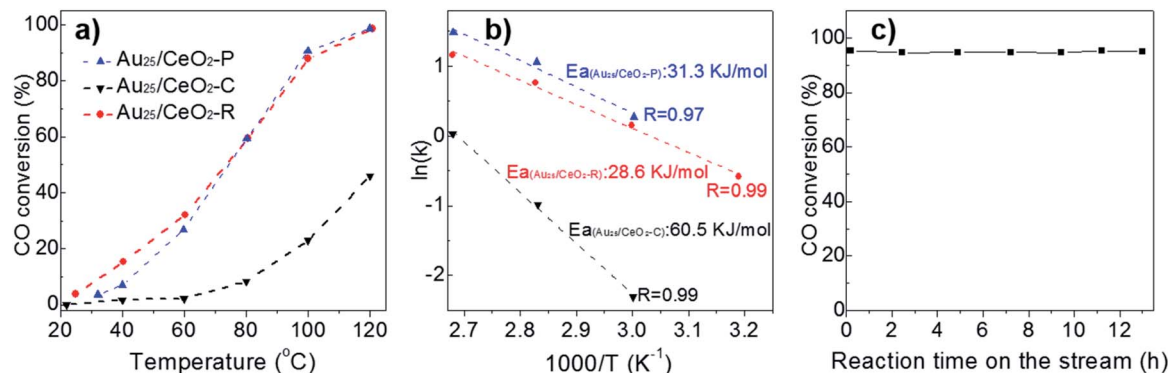 a)
Au₂₅/CeO₂-P
Au₂₅/CeO₂-C
Au₂₅/CeO₂-R
CO conversion (%)
100
80
60
40
20
0
20
40
60
80
100
120
Temperature (°C)
b)
Ea(Au₂₅/CeO₂-P):31.3 KJ/mol
R=0.97
Ea(Au₂₅/CeO₂-R):28.6 KJ/mol
R=0.99
Ea(Au₂₅/CeO₂-C):60.5 KJ/mol
R=0.99
ln(k)
1
0
-1
-2
2.7
2.8
2.9
3.0
3.1
3.2
1000/T (K⁻¹)
c)
CO conversion (%)
100
80
60
40
20
0
0
2
4
6
8
10
12
Reaction time on the stream (h)